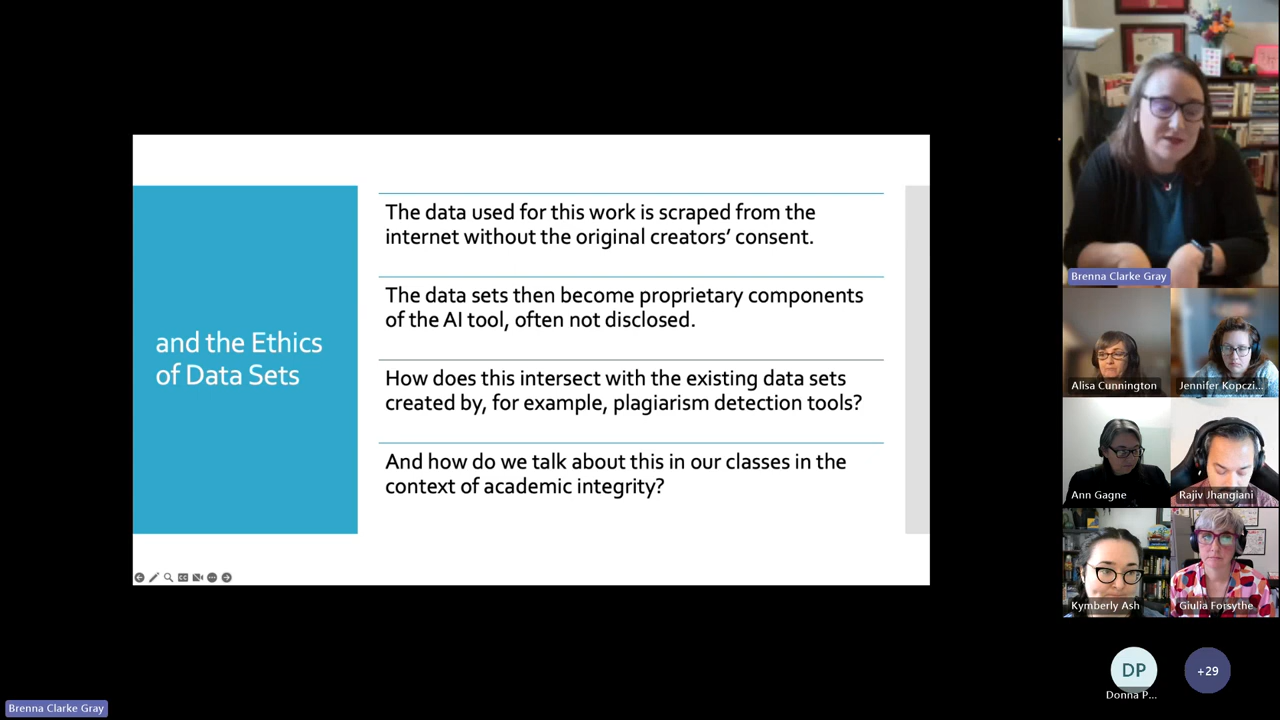 and the Ethics
of Data Sets
The data used for this work is scraped from the
internet without the original creators’ consent.
The data sets then become proprietary components
of the AI tool, often not disclosed.
How does this intersect with the existing data sets
created by, for example, plagiarism detection tools?
And how do we talk about this in our classes in the
context of academic integrity?
Brenna Clarke Gray
Alisa Cunnington
Jennifer Kopczi...
Ann Gagne
Rajiv Jhangiani
Kymberly Ash
Giulia Forsythe
DP
Donna P...
+29
Brenna Clarke Gray